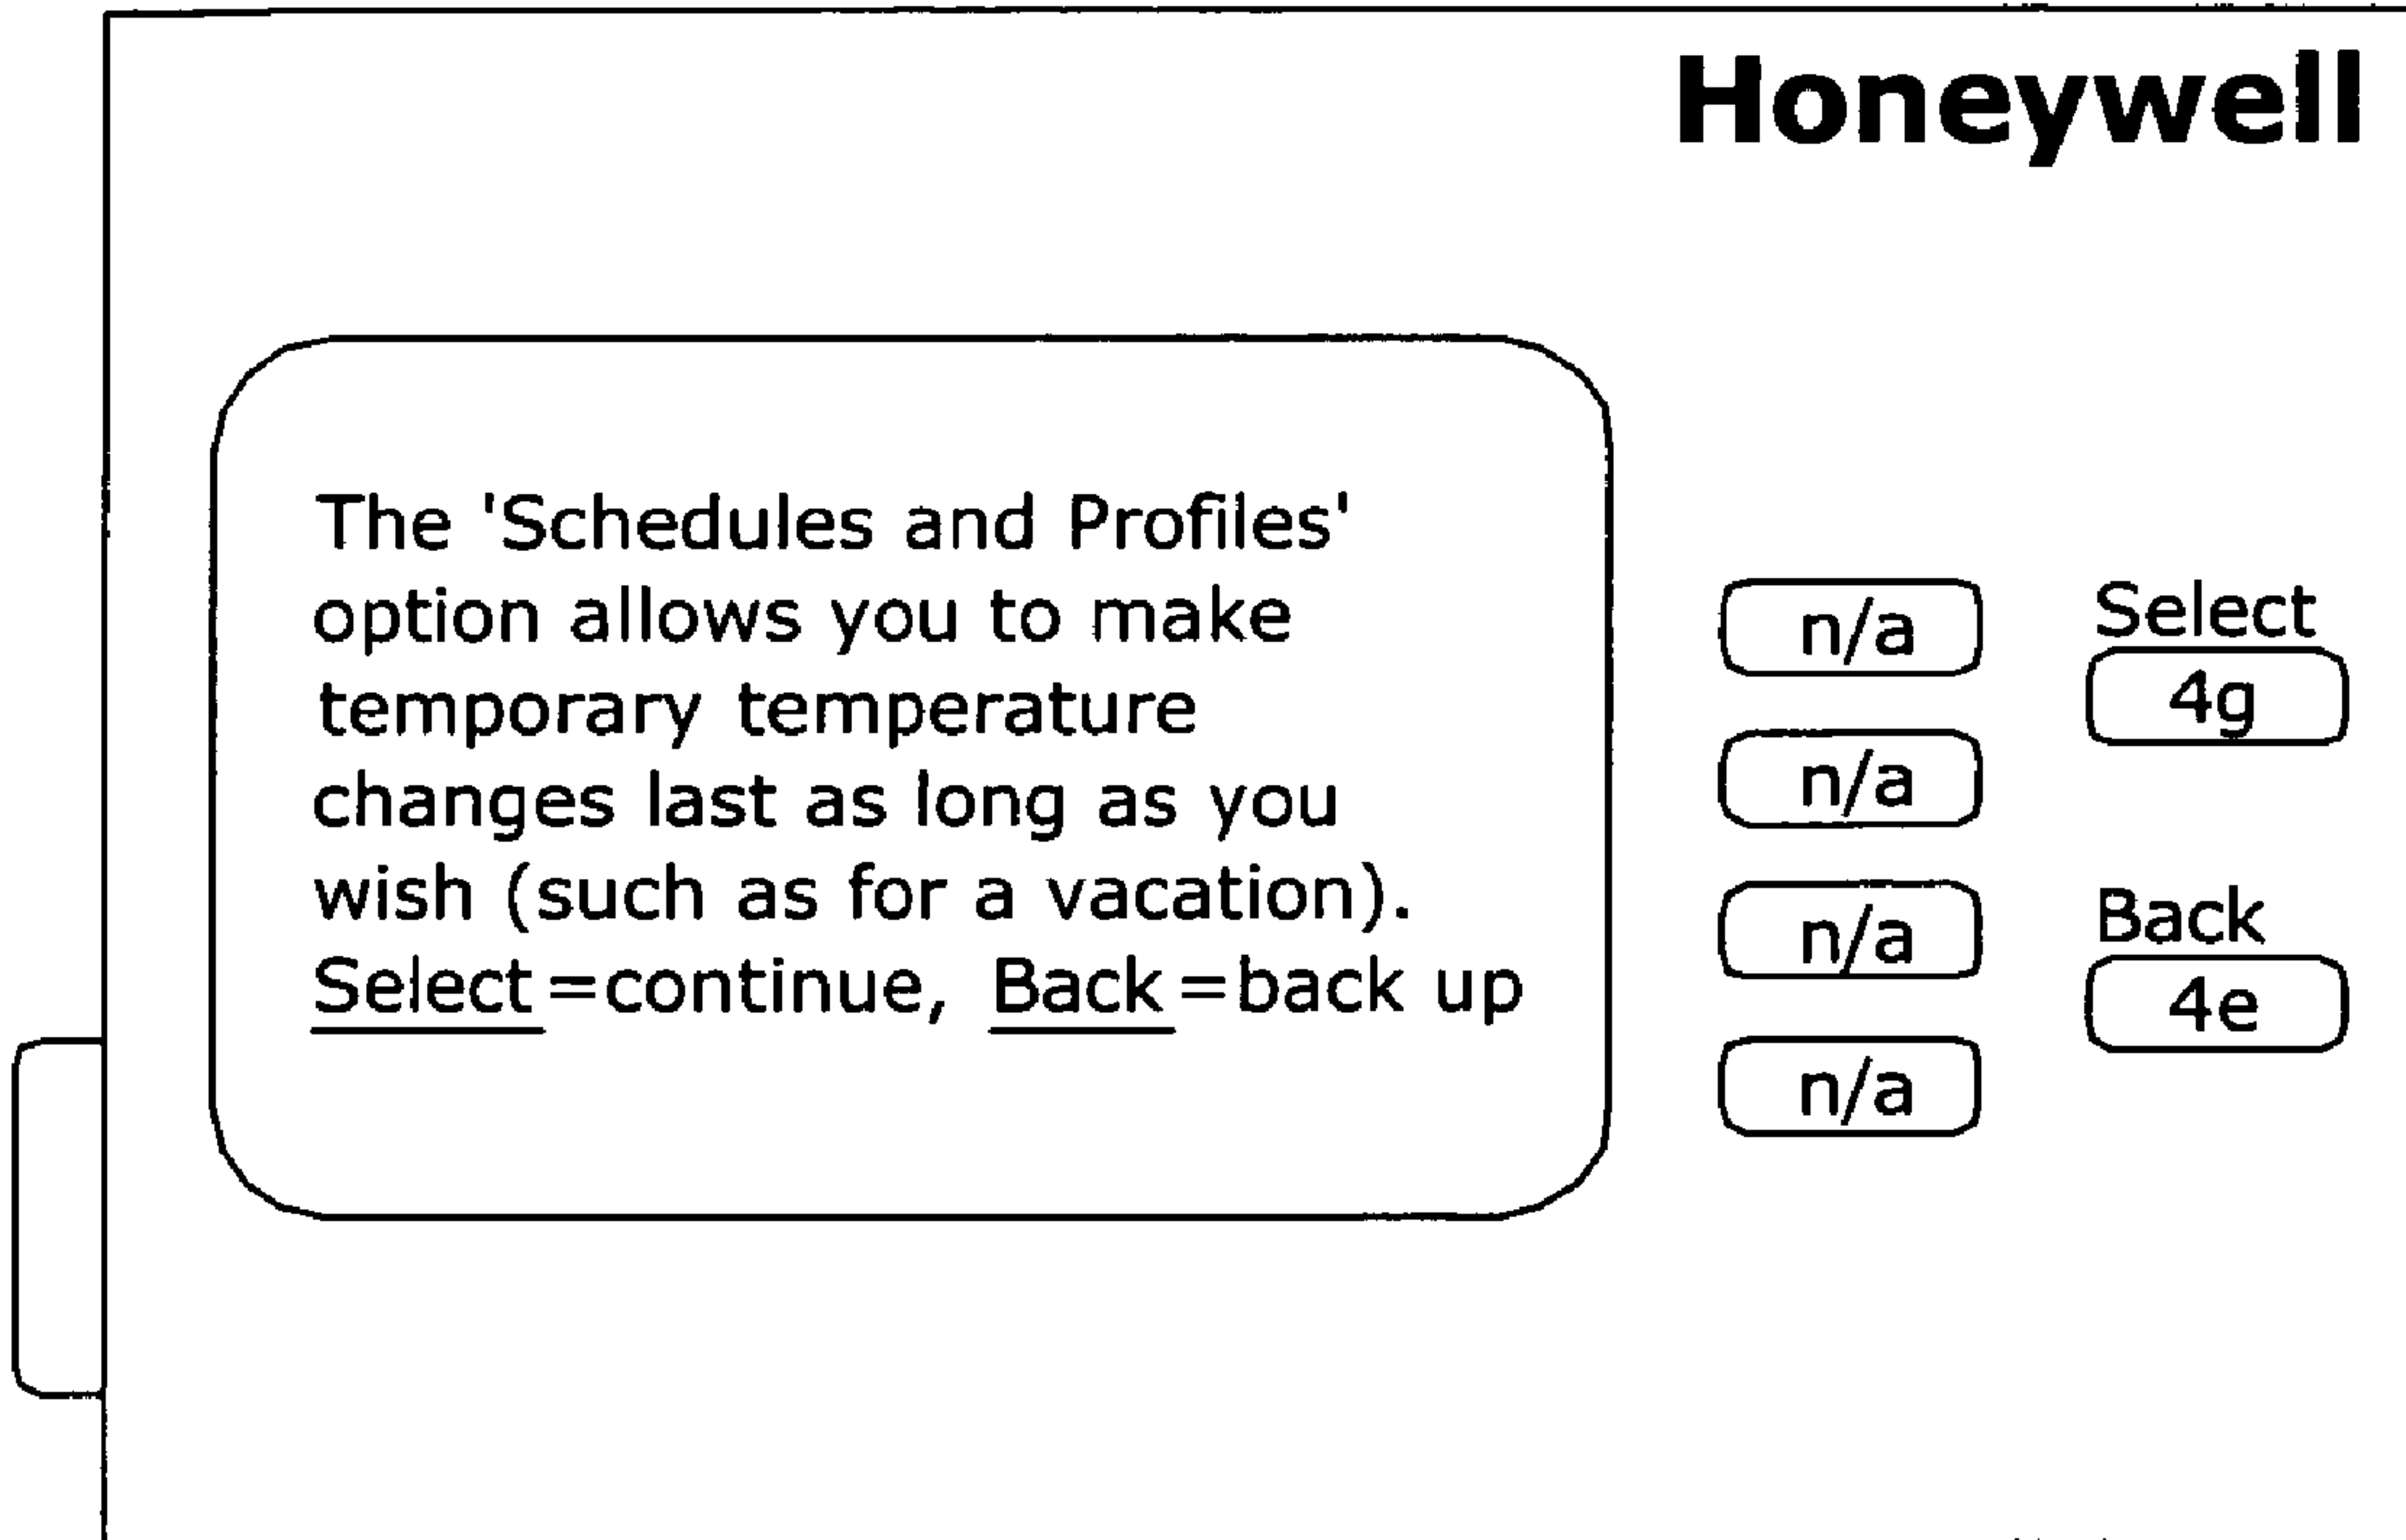 Honeywell
The 'Schedules and Profiles'
option allows you to make
temporary temperature
changes last as long as you
wish (such as for a vacation).
Select=continue, Back=back up
n/a
Select
4g
n/a
n/a
Back
4e
n/a